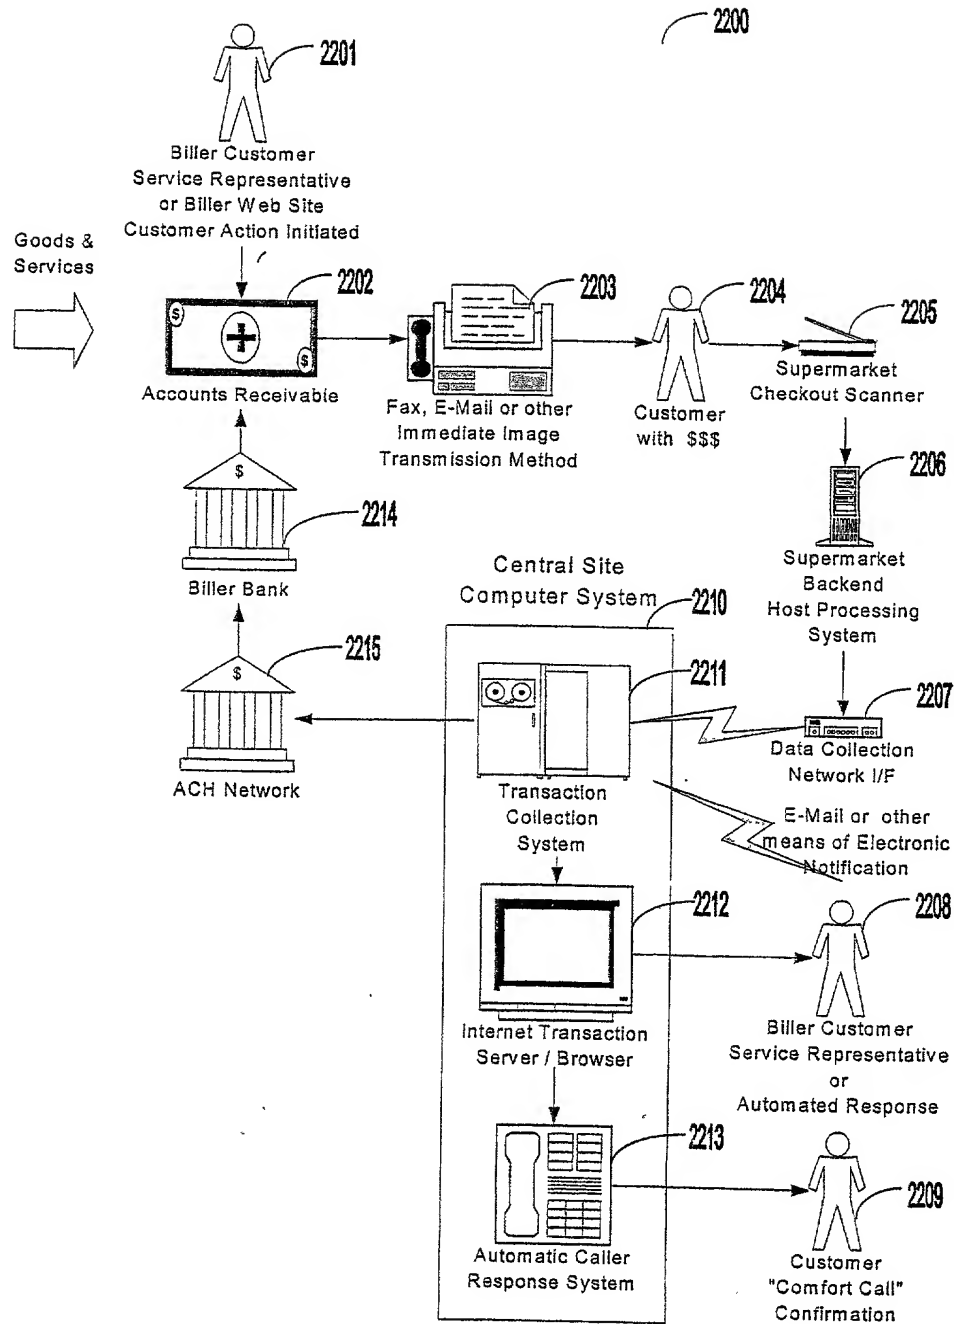 2200
2201
Biller Customer
Service Representative
or Biller Web Site
Customer Action Initiated
Goods &
Services
2202
$
$
Accounts Receivable
2203
Fax, E-Mail or other
Immediate Image
Transmission Method
2204
Customer
with $$$
2205
Supermarket
Checkout Scanner
2206
Supermarket
Backend
Host Processing
System
$
2214
Biller Bank
Central Site
Computer System
2210
$
2215
ACH Network
2211
Transaction
Collection
System
2207
Data Collection
Network I/F
E-Mail or other
means of Electronic
Notification
2212
Internet Transaction
Server / Browser
2208
Biller Customer
Service Representative
or
Automated Response
2213
Automatic Caller
Response System
2209
Customer
"Comfort Call"
Confirmation